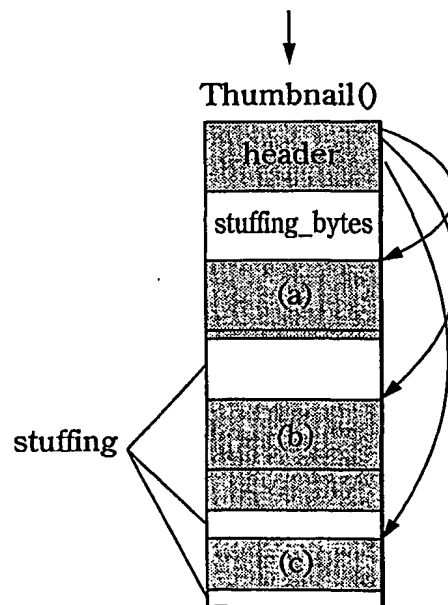 Thumbnail()
header
stuffing_bytes
(a)
(b)
stuffing
(c)